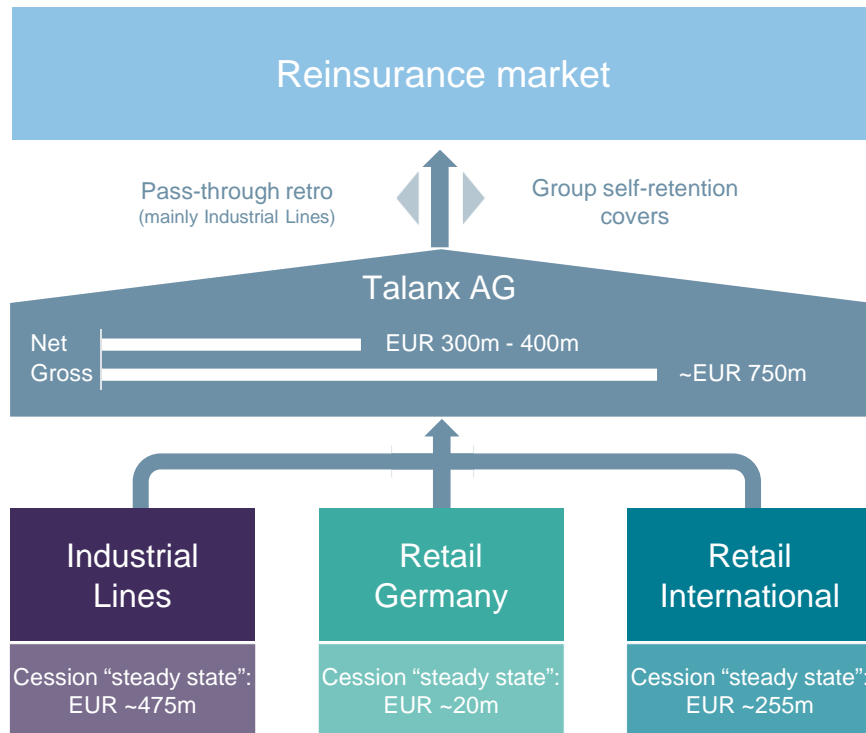 Reinsurance market
Pass-through retro
(mainly Industrial Lines)
Group self-retention
covers
Talanx AG
Net
EUR 300m - 400m
Gross
~EUR 750m
Industrial
Lines
Cession “steady state”:
EUR ~475m
Retail
Germany
Cession “steady state”:
EUR ~20m
Retail
International
Cession “steady state”:
EUR ~255m